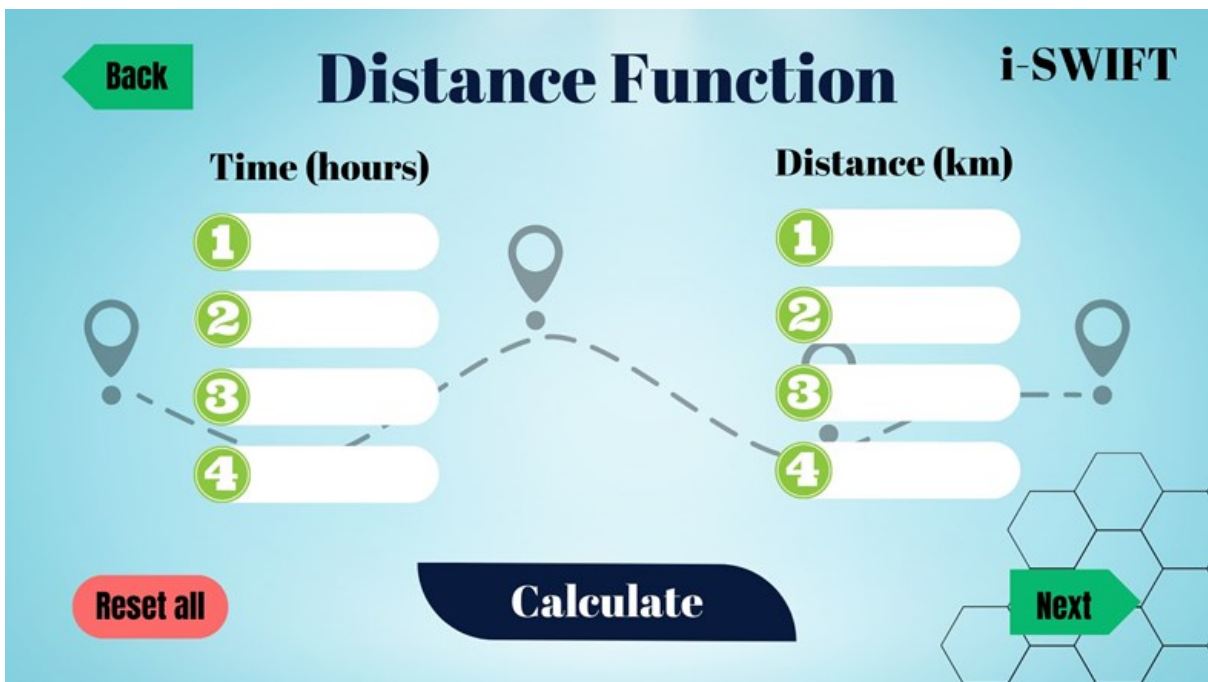 Back
Distance Function
i-SWIFT
Time (hours)
Distance (km)
1
1
2
2
3
3
4
4
Reset all
Calculate
Next